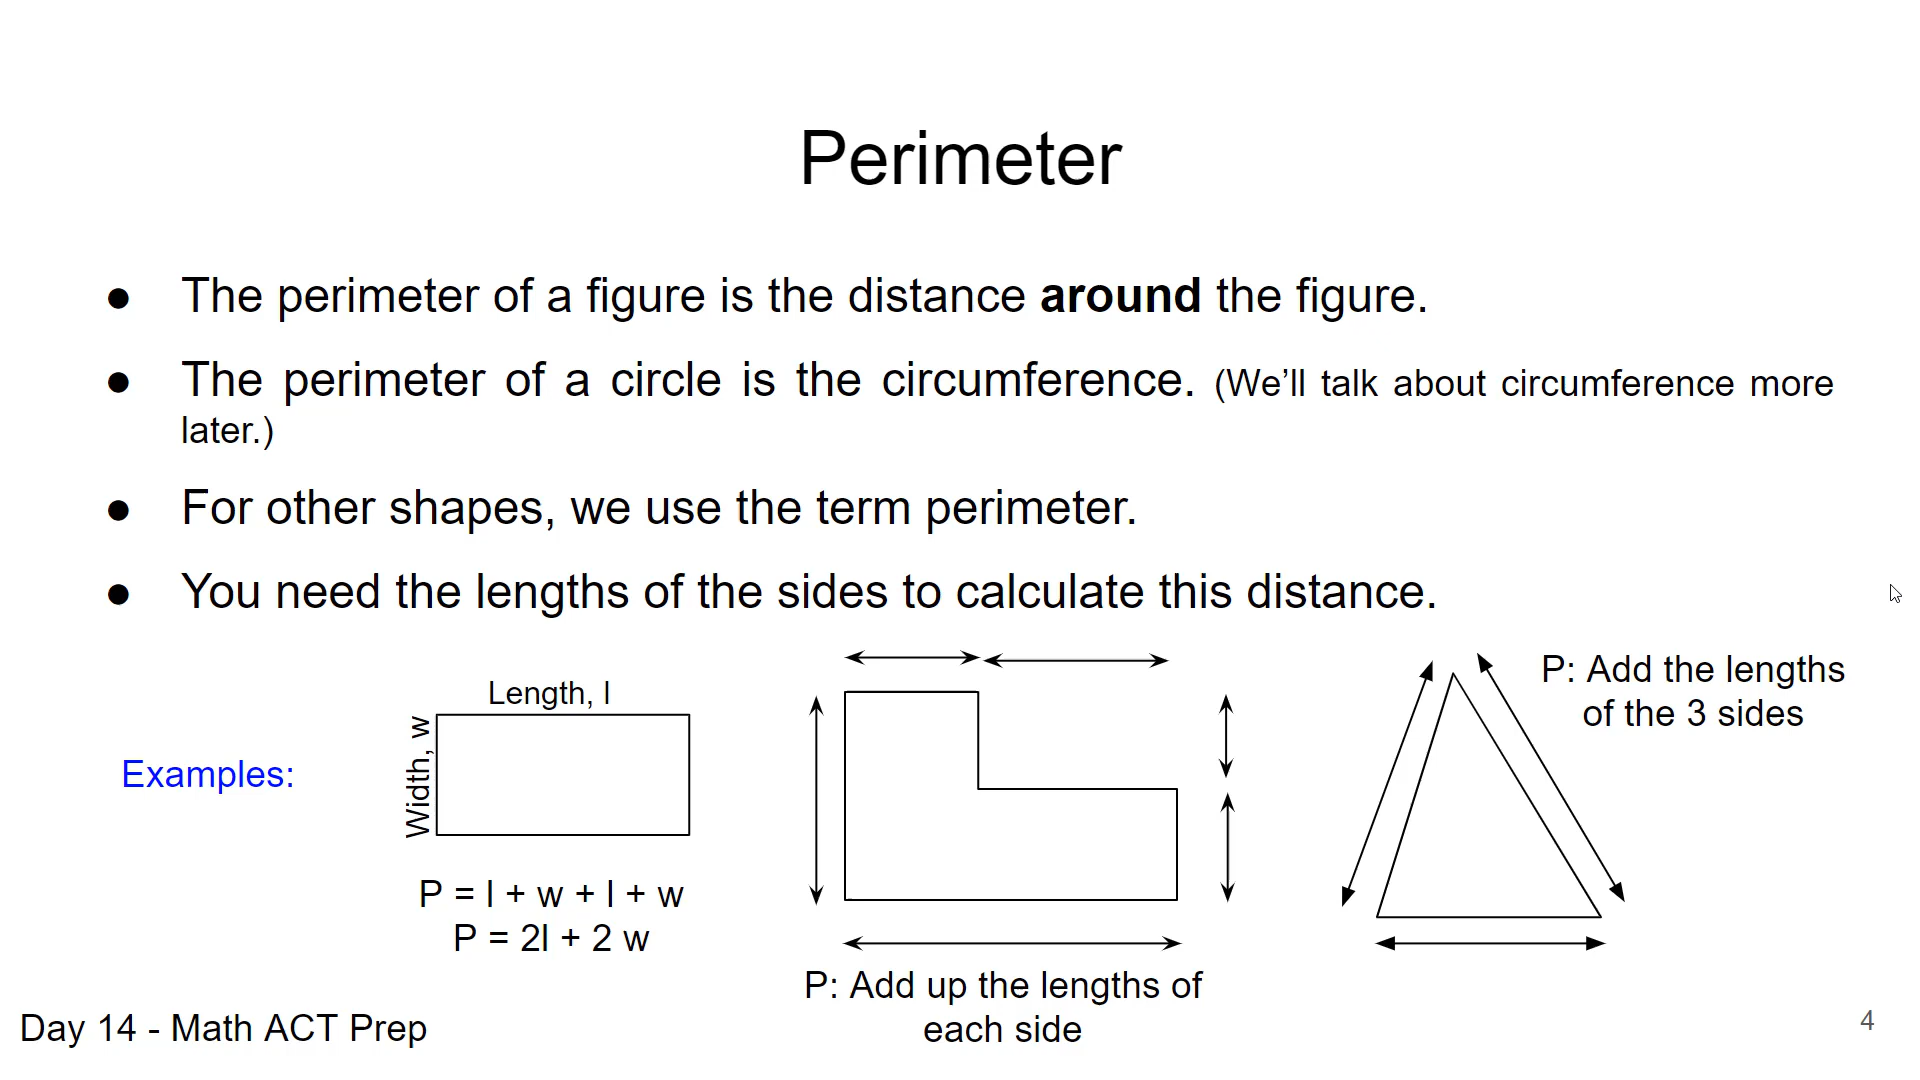 Perimeter
● The perimeter of a figure is the distance around the figure.
● The perimeter of a circle is the circumference. (We’ll talk about circumference more
later.)
● For other shapes, we use the term perimeter.
● You need the lengths of the sides to calculate this distance.
Examples:
Length, l
Width, w
P = l + w + l + w
P = 2l + 2 w
P: Add up the lengths of
each side
P: Add the lengths
of the 3 sides
Day 14 - Math ACT Prep
4